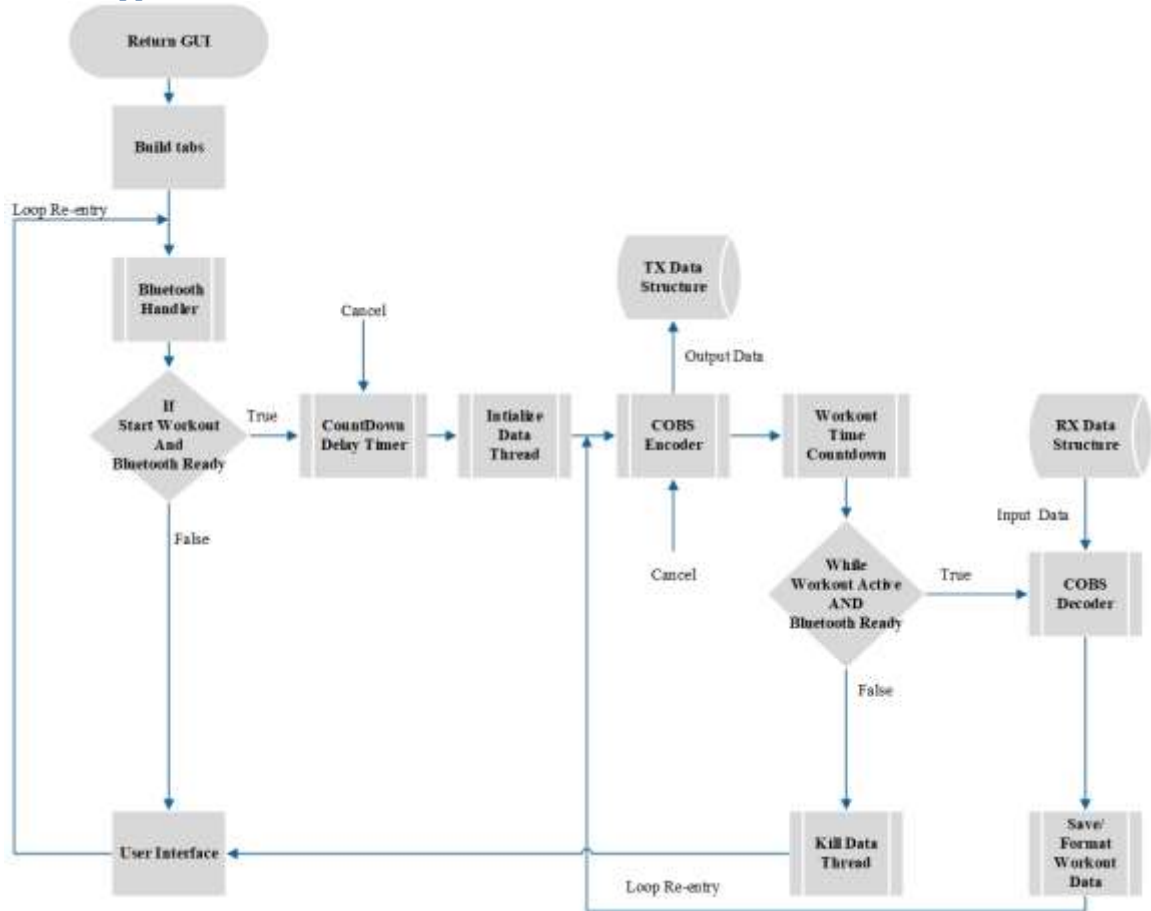 Return GUI
Build tabs
Loop Re-entry
Bluetooth
Handler
If
Start Workout
And
Bluetooth Ready
True
False
Cancel
CountDown
Delay Timer
Intialize
Data
Thread
TX Data
Structure
Output Data
COBS
Encoder
Cancel
Workout
Time
Countdown
While
Workout Active
AND
Bluetooth Ready
True
False
RX Data
Structure
Input Data
COBS
Decoder
User Interface
Kill Data
Thread
Save/
Format
Workout
Data
Loop Re-entry